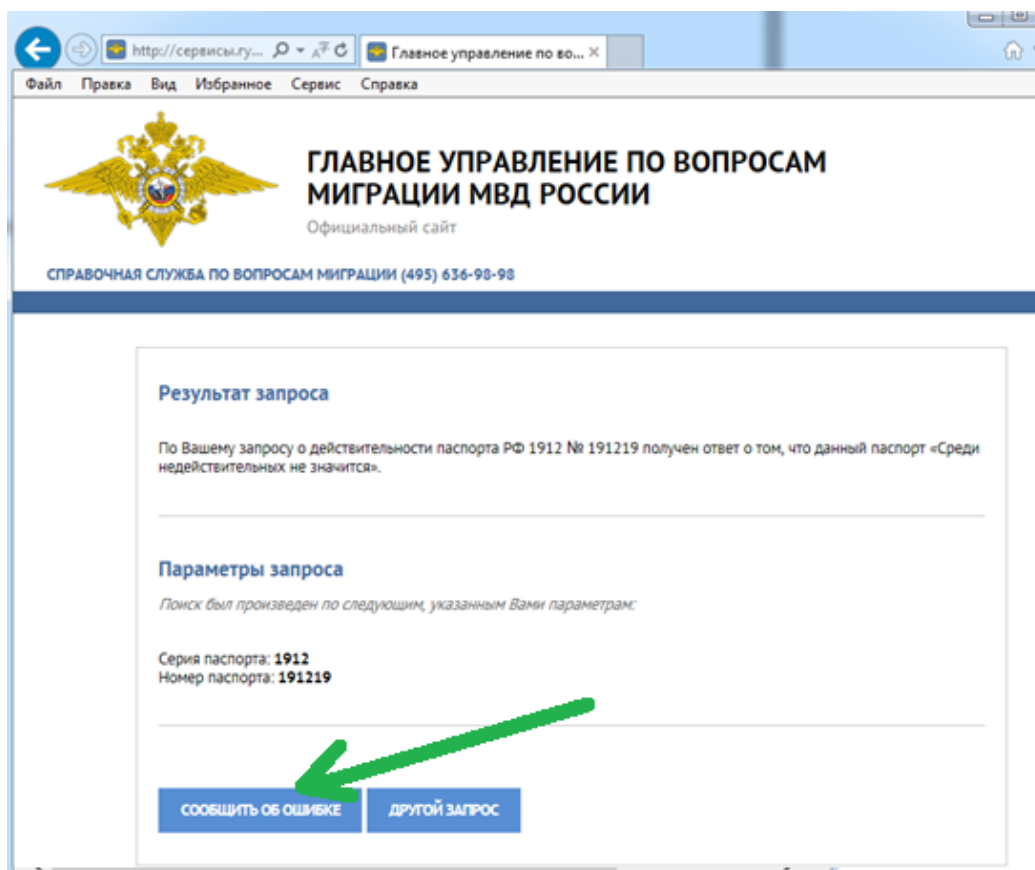 http://сервисы.гу...
Главное управление по во...
Файл Правка Вид Избранное Сервис Справка
ГЛАВНОЕ УПРАВЛЕНИЕ ПО ВОПРОСАМ
МИГРАЦИИ МВД РОССИИ
Официальный сайт
СПРАВОЧНАЯ СЛУЖБА ПО ВОПРОСАМ МИГРАЦИИ (495) 636-98-98
Результат запроса
По Вашему запросу о действительности паспорта РФ 1912 № 191219 получен ответ о том, что данный паспорт «Среди
недействительных не значится».
Параметры запроса
Поиск был произведен по следующим, указанным Вами параметрам:
Серия паспорта: 1912
Номер паспорта: 191219
СООБЩИТЬ ОБ ОШИБКЕ ДРУГОЙ ЗАПРОС